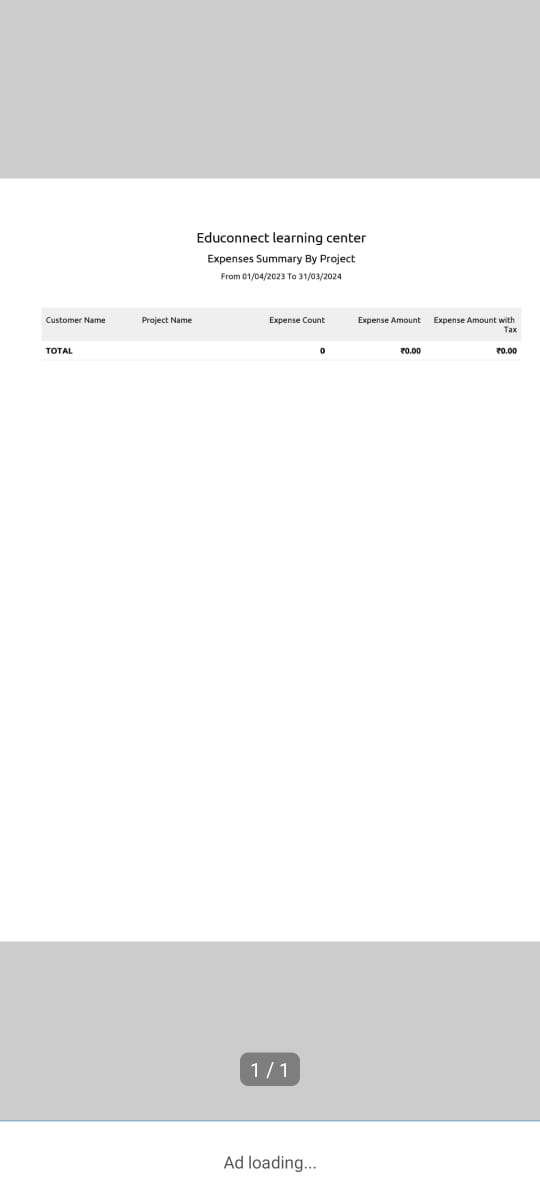 Educonnect learning center
Expenses Summary By Project
From 01/04/2023 To 31/03/2024
Customer Name Project Name Expense Count Expense Amount Expense Amount with
Tax
TOTAL 0 ₹0.00 ₹0.00
1 / 1
Ad loading...